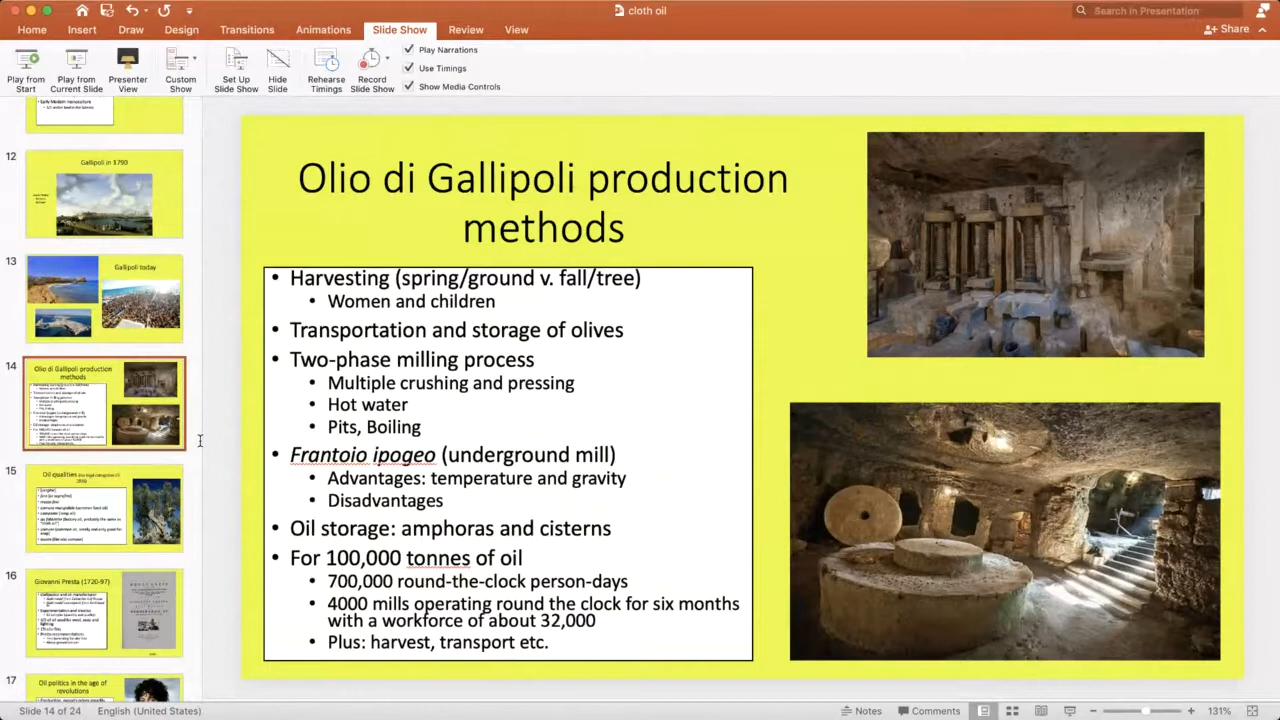 cloth oil
Search in Presentation
Home Insert Draw Design Transitions Animations Slide Show Review View
Share
Play from Start
Play from Current Slide
Presenter View
Custom Show
Set Up Slide Show
Hide Slide
Rehearse Timings
Record Slide Show
Play Narrations
Use Timings
Show Media Controls
12
Gallipoli in 1790
13
Gallipoli today
14
Olio di Gallipoli production
methods
15
Oil qualities
16
Giovanni Presta (1720-97)
17
Oil politics in the age of
revolutions
Olio di Gallipoli production
methods
• Harvesting (spring/ground v. fall/tree)
• Women and children
• Transportation and storage of olives
• Two-phase milling process
• Multiple crushing and pressing
• Hot water
• Pits, Boiling
• Frantoio ipogeo (underground mill)
• Advantages: temperature and gravity
• Disadvantages
• Oil storage: amphoras and cisterns
• For 100,000 tonnes of oil
• 700,000 round-the-clock person-days
• 4000 mills operating round the clock for six months
with a workforce of about 32,000
• Plus: harvest, transport etc.
Slide 14 of 24 English (United States)
Notes Comments 131%